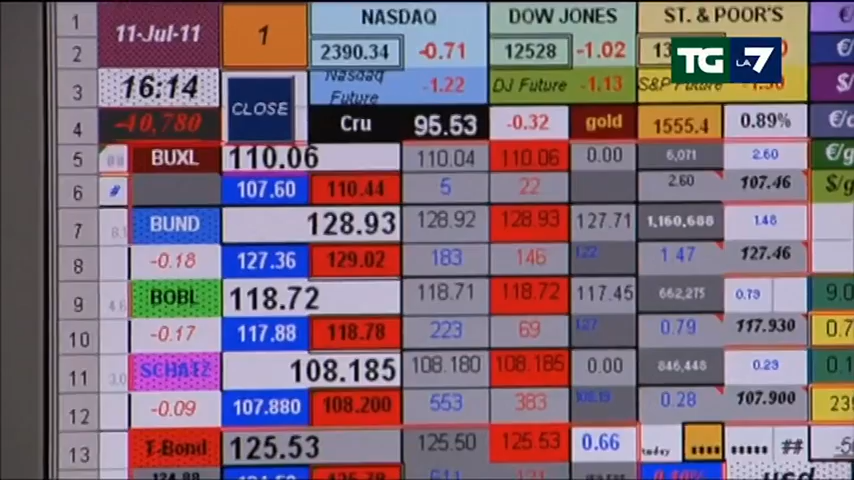 1 11-Jul-11 1 NASDAQ DOW JONES ST. & POOR'S
2 2390.34 -0.71 12528 -1.02
TG LA 7
3 16:14 CLOSE Nasdaq Future -1.22 DJ Future -1.13 S&P Future
4 -40,780 Cru 95.53 -0.32 gold 1555.4 0.89%
5 BUXL 110.06 110.04 110.06 0.00 6,071 2.60
6 # 107.60 110.44 5 22 2.60 107.46
7 BUND 128.93 128.92 128.93 127.71 1,160,688 1.48
8 -0.18 127.36 129.02 183 146 122 1.47 127.46
9 BOBL 118.72 118.71 118.72 117.45 662,275 0.79
10 -0.17 117.88 118.78 223 69 127 0.79 117.930
11 SCHATZ 108.185 108.180 108.185 0.00 846,448 0.29
12 -0.09 107.880 108.200 553 383 0.28 107.900
13 T-Bond 125.53 125.50 125.53 0.66 today ##